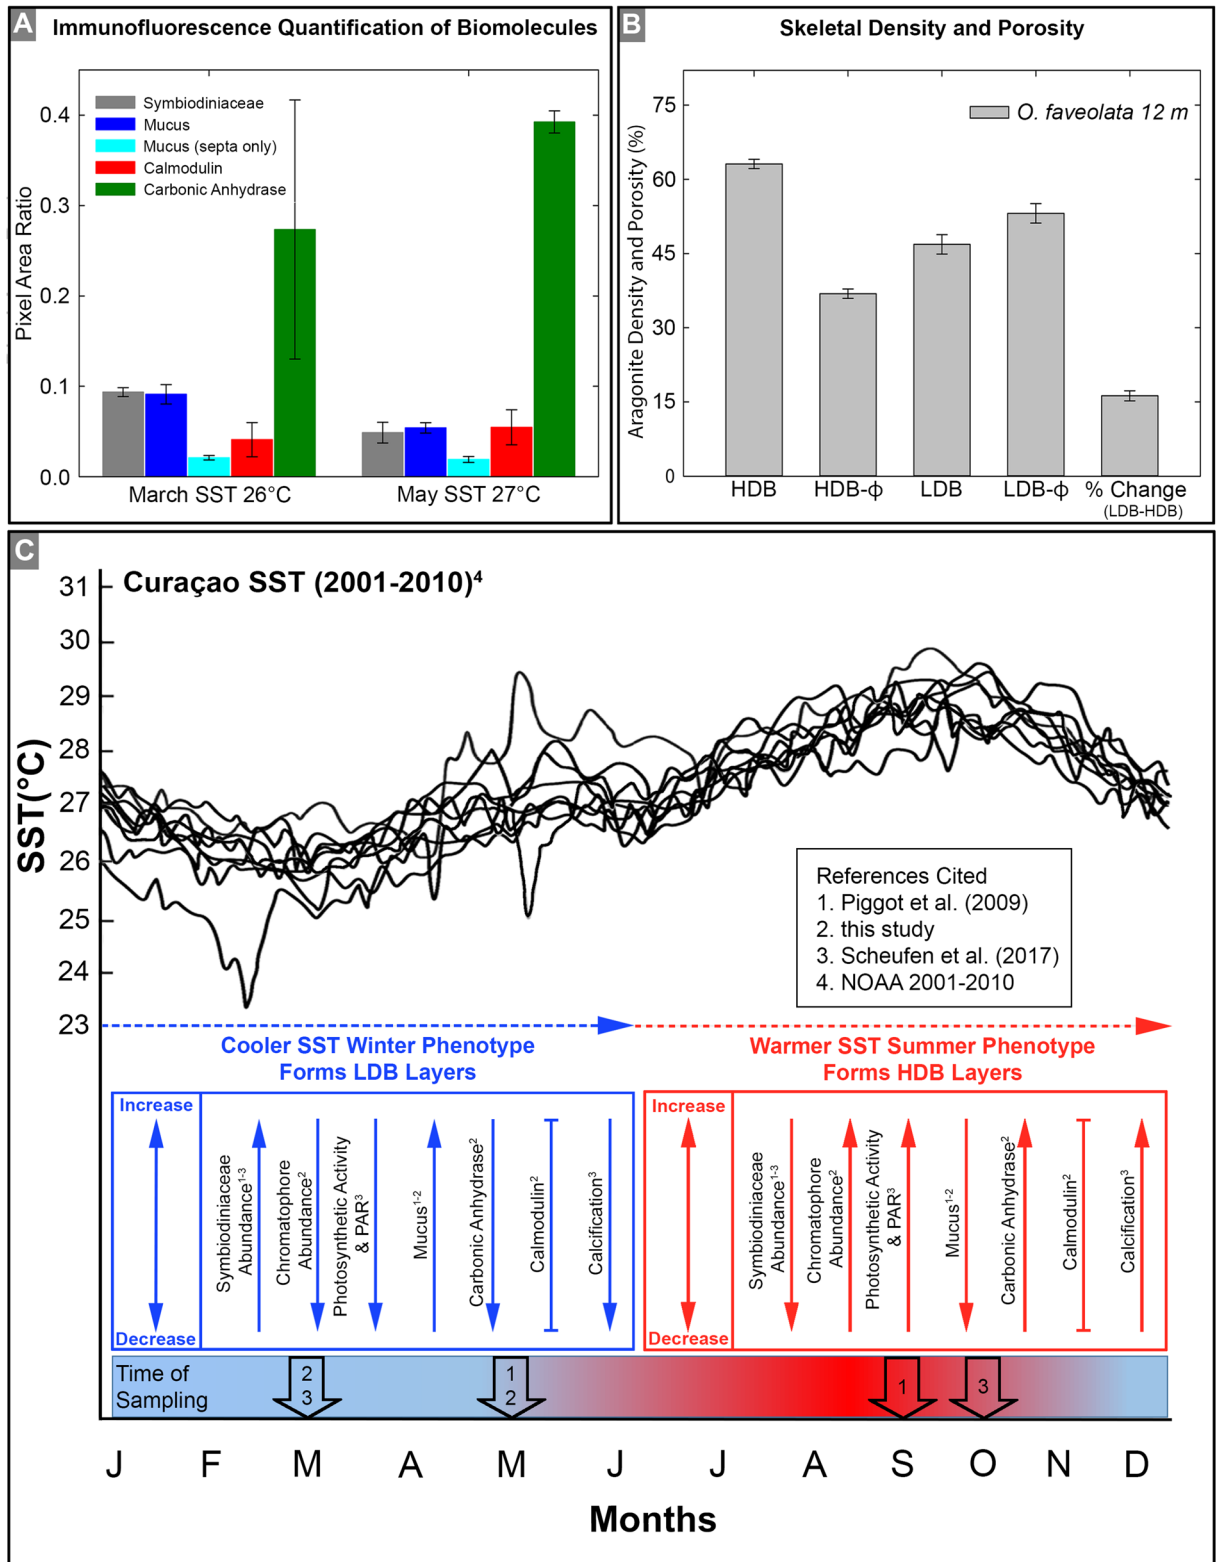 A
Immunofluorescence Quantification of Biomolecules
Pixel Area Ratio
0.4
0.3
0.2
0.1
0.0
Symbiodiniaceae
Mucus
Mucus (septa only)
Calmodulin
Carbonic Anhydrase
March SST 26°C
May SST 27°C
B
Skeletal Density and Porosity
Aragonite Density and Porosity (%)
75
60
45
30
15
0
O. faveolata 12 m
HDB
HDB-ϕ
LDB
LDB-ϕ
% Change
(LDB-HDB)
C
Curaçao SST (2001-2010)⁴
SST(°C)
31
30
29
28
27
26
25
24
23
References Cited
1. Piggot et al. (2009)
2. this study
3. Scheufen et al. (2017)
4. NOAA 2001-2010
Cooler SST Winter Phenotype
Forms LDB Layers
Warmer SST Summer Phenotype
Forms HDB Layers
Increase
Decrease
Symbiodiniaceae
Abundance¹⁻³
Chromatophore
Abundance²
Photosynthetic Activity
& PAR³
Mucus¹⁻²
Carbonic Anhydrase²
Calmodulin²
Calcification³
Increase
Decrease
Symbiodiniaceae
Abundance¹⁻³
Chromatophore
Abundance²
Photosynthetic Activity
& PAR³
Mucus¹⁻²
Carbonic Anhydrase²
Calmodulin²
Calcification³
Time of
Sampling
2
3
1
2
1
3
J F M A M J J A S O N D
Months